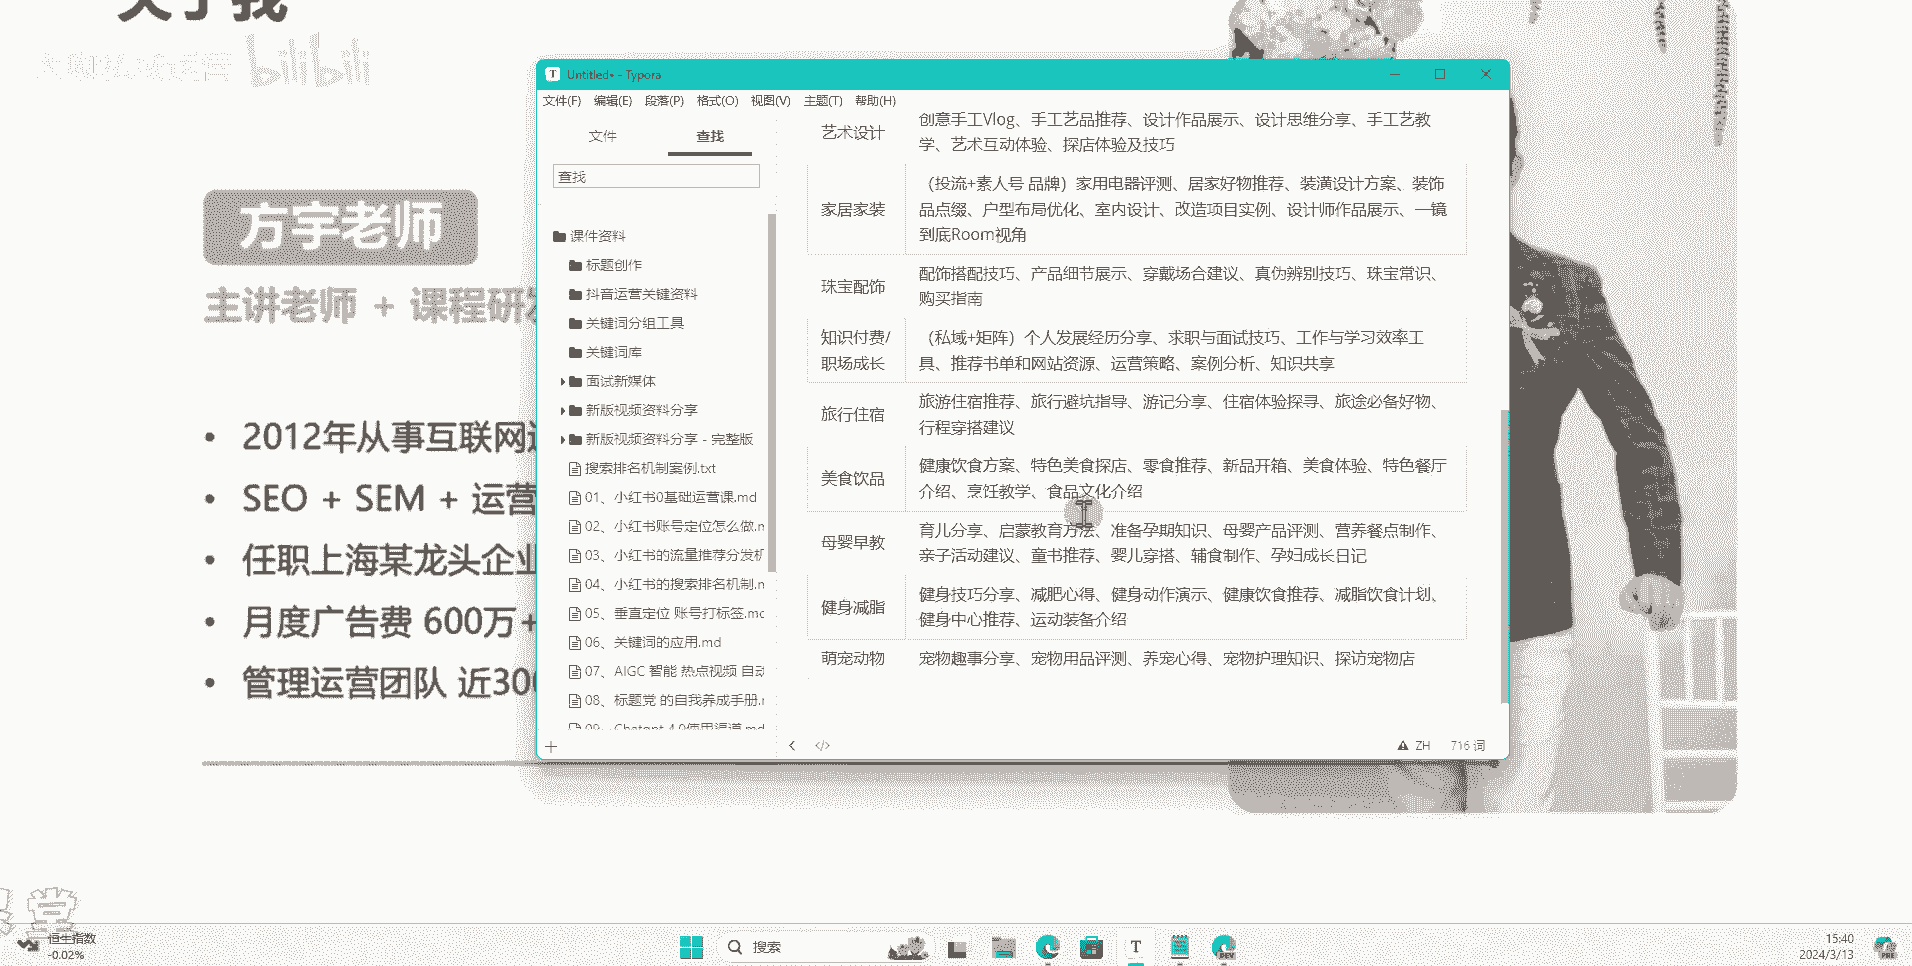 关于我
bilibili
方宇老师
主讲老师 + 课程研发
2012年从事互联网运
SEO + SEM + 运营
任职上海某龙头企业
月度广告费 600万+
管理运营团队 近300
Untitled• - Typora
文件(F) 编辑(E) 段落(P) 格式(O) 视图(V) 主题(T) 帮助(H)
文件 查找
查找
课件资料
标题创作
抖音运营关键资料
关键词分组工具
关键词库
面试新媒体
新版视频资料分享
新版视频资料分享 - 完整版
搜索排名机制案例.txt
01、小红书0基础运营课.md
02、小红书账号定位怎么做.m
03、小红书的流量推荐分发机
04、小红书的搜索排名机制.m
05、垂直定位 账号打标签.mc
06、关键词的应用.md
07、AIGC 智能 热点视频 自动
08、标题党 的自我养成手册.r
09、Chatgpt 4.0使用渠道.md
艺术设计
创意手工Vlog、手工艺品推荐、设计作品展示、设计思维分享、手工艺教
学、艺术互动体验、探店体验及技巧
家居家装
（投流+素人号 品牌）家用电器评测、居家好物推荐、装潢设计方案、装饰
品点缀、户型布局优化、室内设计、改造项目实例、设计师作品展示、一镜
到底Room视角
珠宝配饰
配饰搭配技巧、产品细节展示、穿戴场合建议、真伪辨别技巧、珠宝常识、
购买指南
知识付费/
职场成长
（私域+矩阵）个人发展经历分享、求职与面试技巧、工作与学习效率工
具、推荐书单和网站资源、运营策略、案例分析、知识共享
旅行住宿
旅游住宿推荐、旅行避坑指导、游记分享、住宿体验探寻、旅途必备好物、
行程穿搭建议
美食饮品
健康饮食方案、特色美食探店、零食推荐、新品开箱、美食体验、特色餐厅
介绍、烹饪教学、食品文化介绍
母婴早教
育儿分享、启蒙教育方法、准备孕期知识、母婴产品评测、营养餐点制作、
亲子活动建议、童书推荐、婴儿穿搭、辅食制作、孕妇成长日记
健身减脂
健身技巧分享、减肥心得、健身动作演示、健康饮食推荐、减脂饮食计划、
健身中心推荐、运动装备介绍
萌宠动物
宠物趣事分享、宠物用品评测、养宠心得、宠物护理知识、探访宠物店
ZH 716 词
堂
恒生指数
-0.02%
搜索
DEV
15:40
2024/3/13
PRE